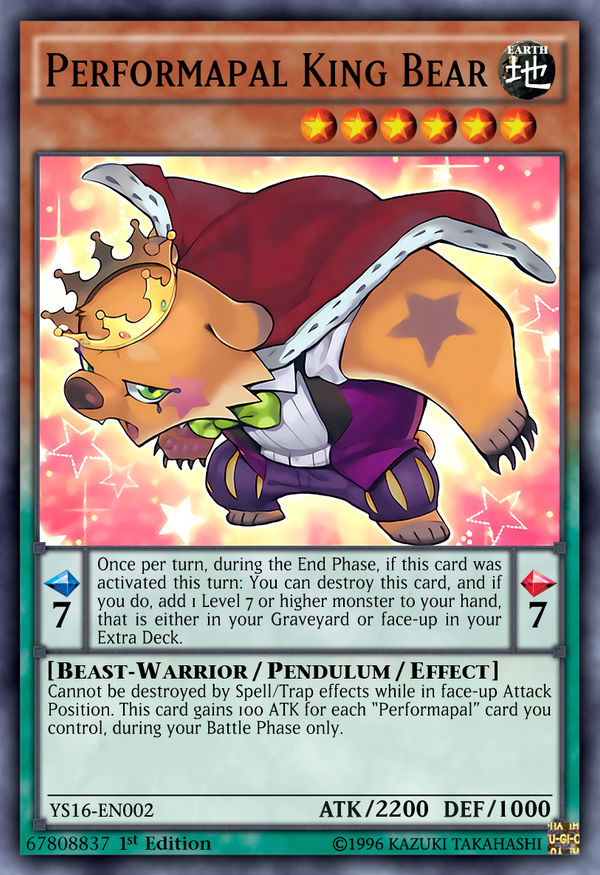 Performapal King Bear
EARTH
地
7
Once per turn, during the End Phase, if this card was
activated this turn: You can destroy this card, and if
you do, add 1 Level 7 or higher monster to your hand,
that is either in your Graveyard or face-up in your
Extra Deck.
7
[Beast-Warrior / Pendulum / Effect]
Cannot be destroyed by Spell/Trap effects while in face-up Attack
Position. This card gains 100 ATK for each “Performapal” card you
control, during your Battle Phase only.
YS16-EN002
ATK/2200 DEF/1000
67808837 1st Edition
©1996 KAZUKI TAKAHASHI